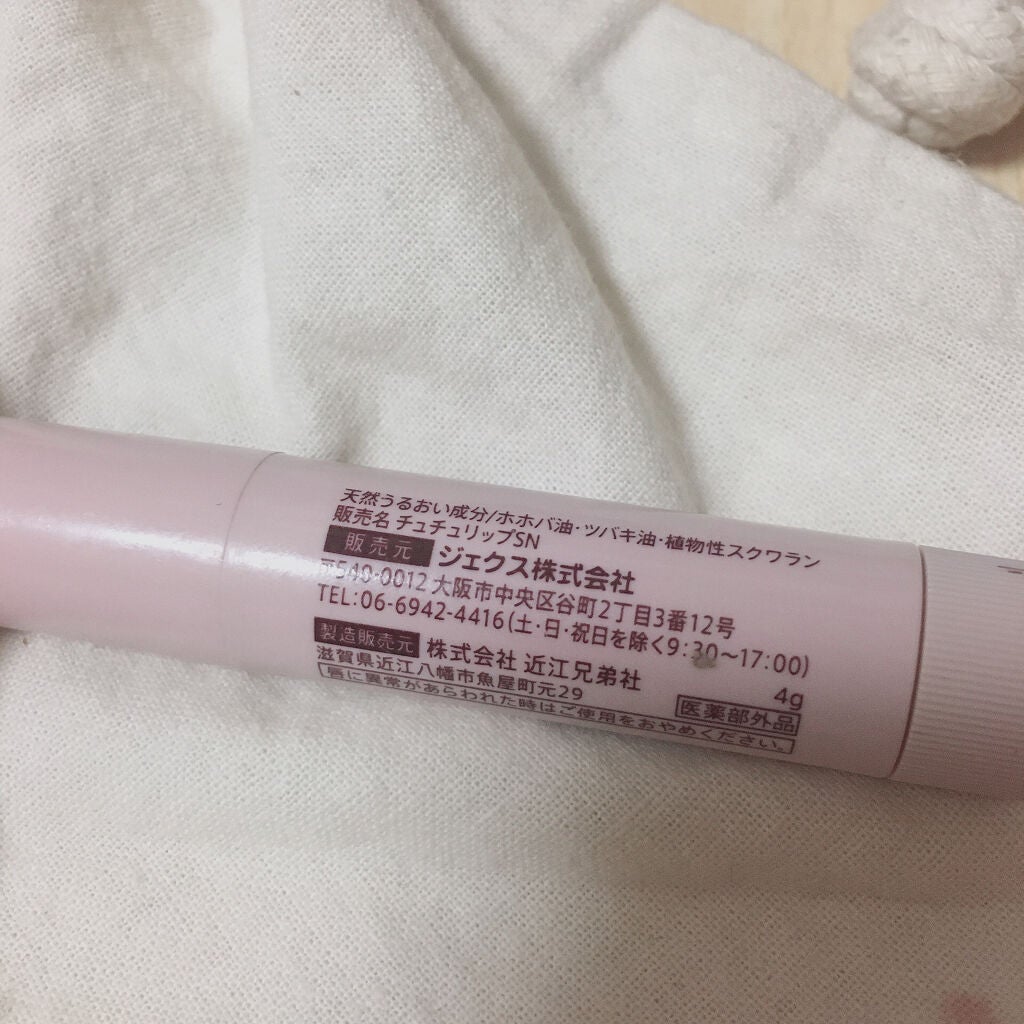 天然うるおい成分/ホホバ油・ツバキ油・植物性スクワラン
販売名 チュチュリップSN
販売元 ジェクス株式会社
〒540-0012 大阪市中央区谷町2丁目3番12号
TEL:06-6942-4416(土・日・祝日を除く9:30〜17:00)
製造販売元 株式会社 近江兄弟社
滋賀県近江八幡市魚屋町元29
4g
医薬部外品
唇に異常があらわれた時はご使用をおやめください。